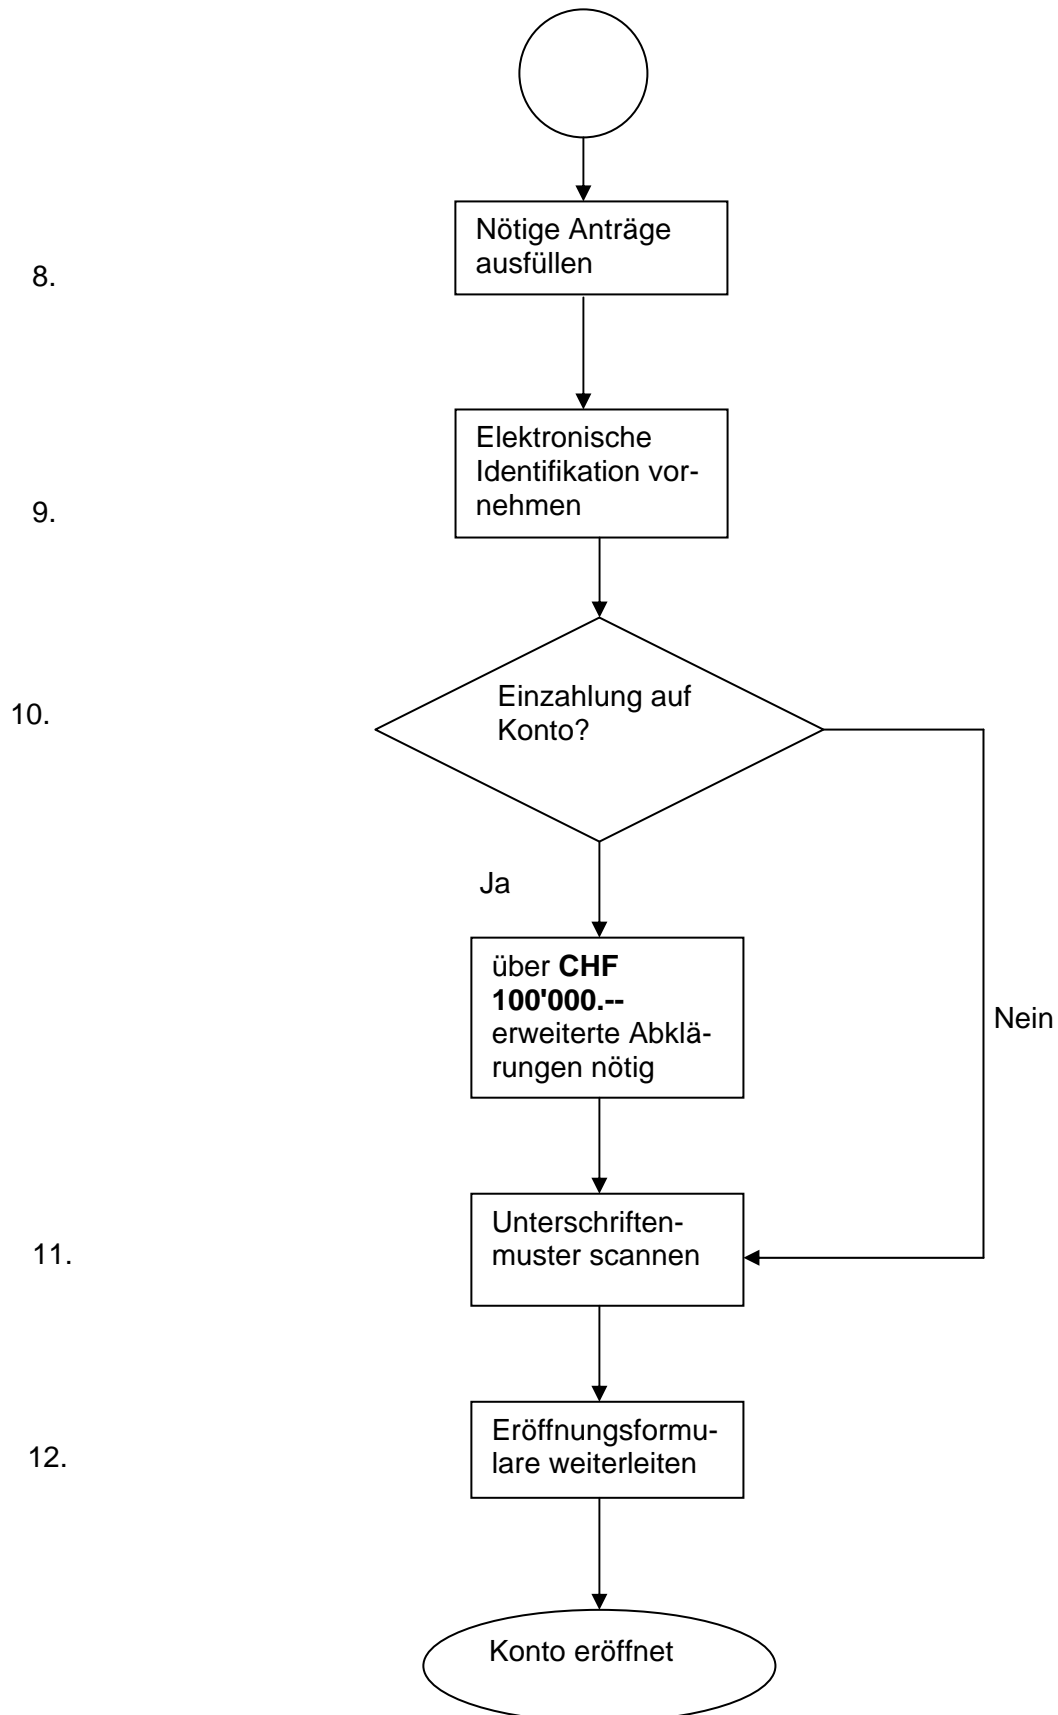 Nötige Anträge
ausfüllen
8.
Elektronische
Identifikation vor-
nehmen
9.
Einzahlung auf
Konto?
10.
Ja
über CHF
100'000.--
erweiterte Abklä-
rungen nötig
Nein
Unterschriften-
muster scannen
11.
Eröffnungsformu-
lare weiterleiten
12.
Konto eröffnet